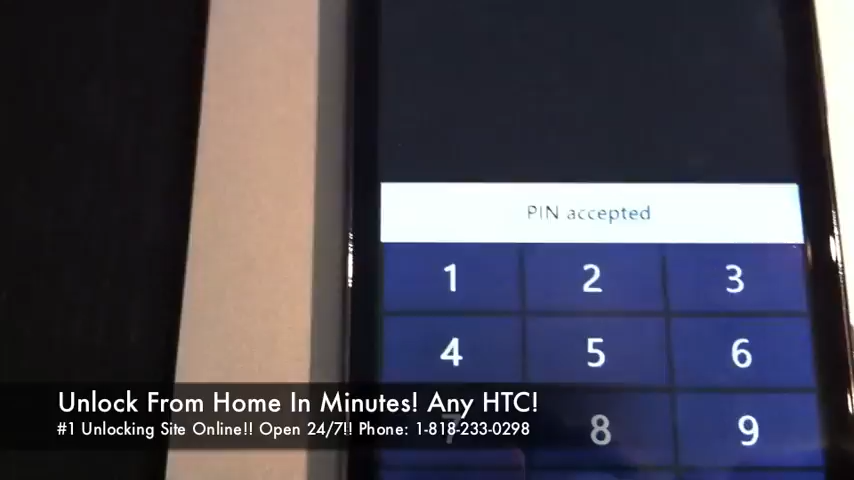 PIN accepted
1 2 3
4 5 6
7 8 9
Unlock From Home In Minutes! Any HTC!
#1 Unlocking Site Online!! Open 24/7!! Phone: 1-818-233-0298